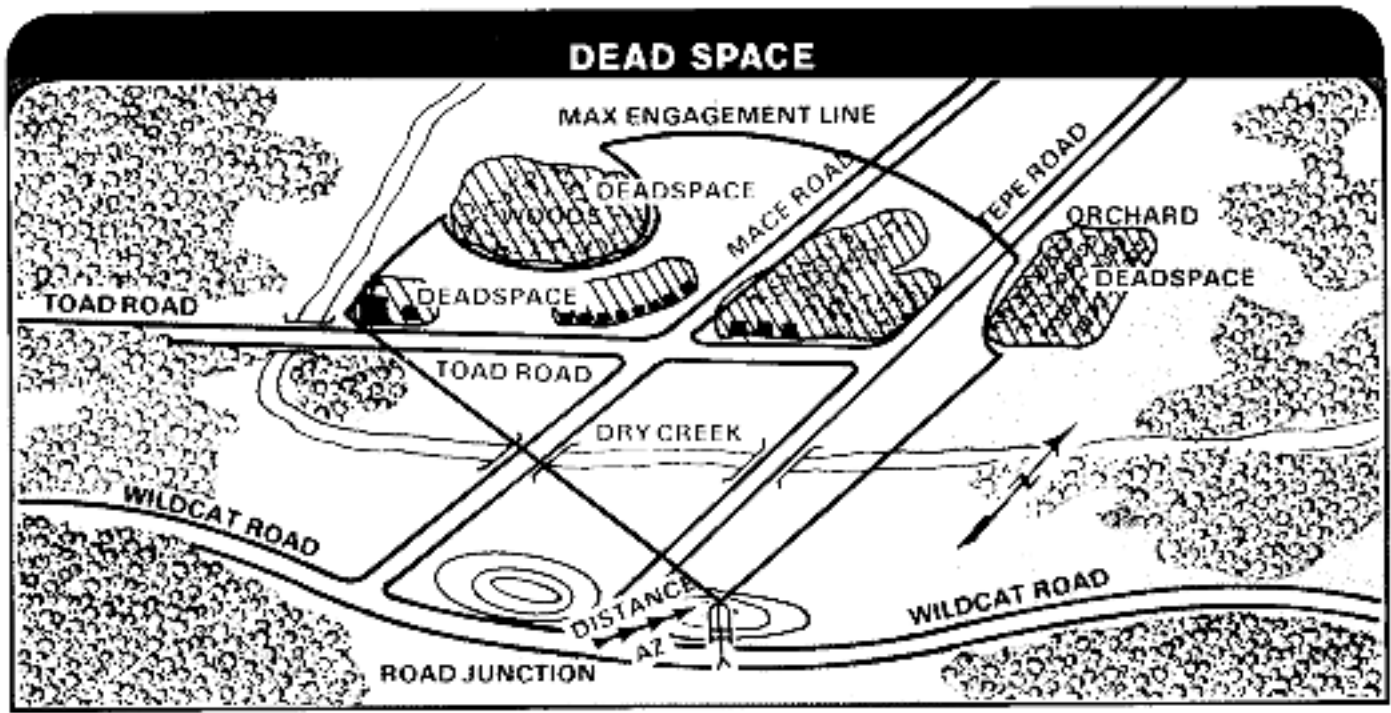 DEAD SPACE
MAX ENGAGEMENT LINE
MACE ROAD
TEPE ROAD
DEADSPACE
WOODS
ORCHARD
DEADSPACE
DEADSPACE
TOAD ROAD
TOAD ROAD
DRY CREEK
N
WILDCAT ROAD
DISTANCE
AZ
WILDCAT ROAD
ROAD JUNCTION